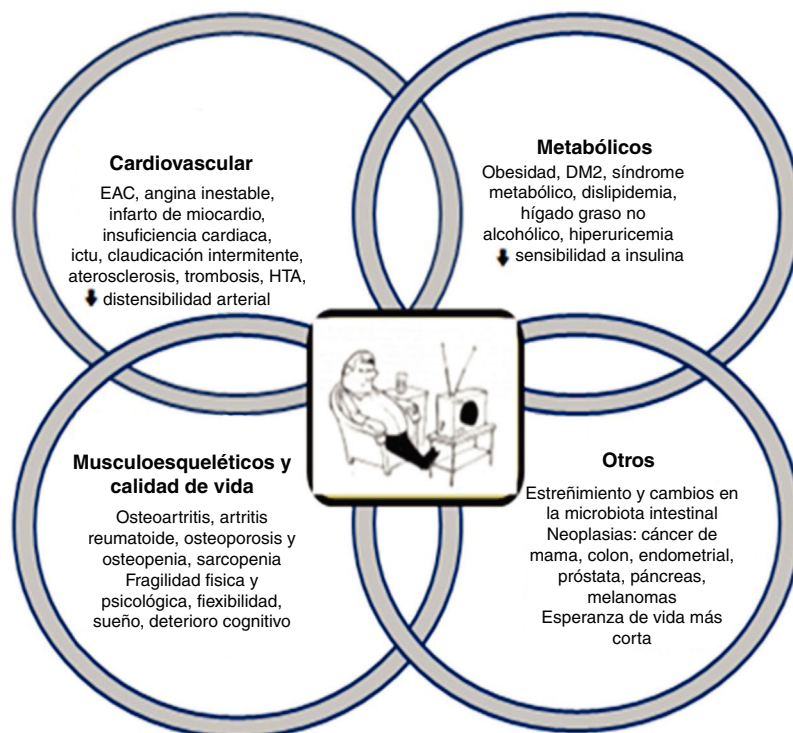 Cardiovascular
EAC, angina inestable,
infarto de miocardio,
insuficiencia cardiaca,
ictu, claudicación intermitente,
aterosclerosis, trombosis, HTA,
distensibilidad arterial
Metabólicos
Obesidad, DM2, síndrome
metabólico, dislipidemia,
hígado graso no
alcohólico, hiperuricemia
sensibilidad a insulina
Musculoesqueléticos y
calidad de vida
Osteoartritis, artritis
reumatoide, osteoporosis y
osteopenia, sarcopenia
Fragilidad fisica y
psicológica, fiexibilidad,
sueño, deterioro cognitivo
Otros
Estreñimiento y cambios en
la microbiota intestinal
Neoplasias: cáncer de
mama, colon, endometrial,
próstata, páncreas,
melanomas
Esperanza de vida más
corta